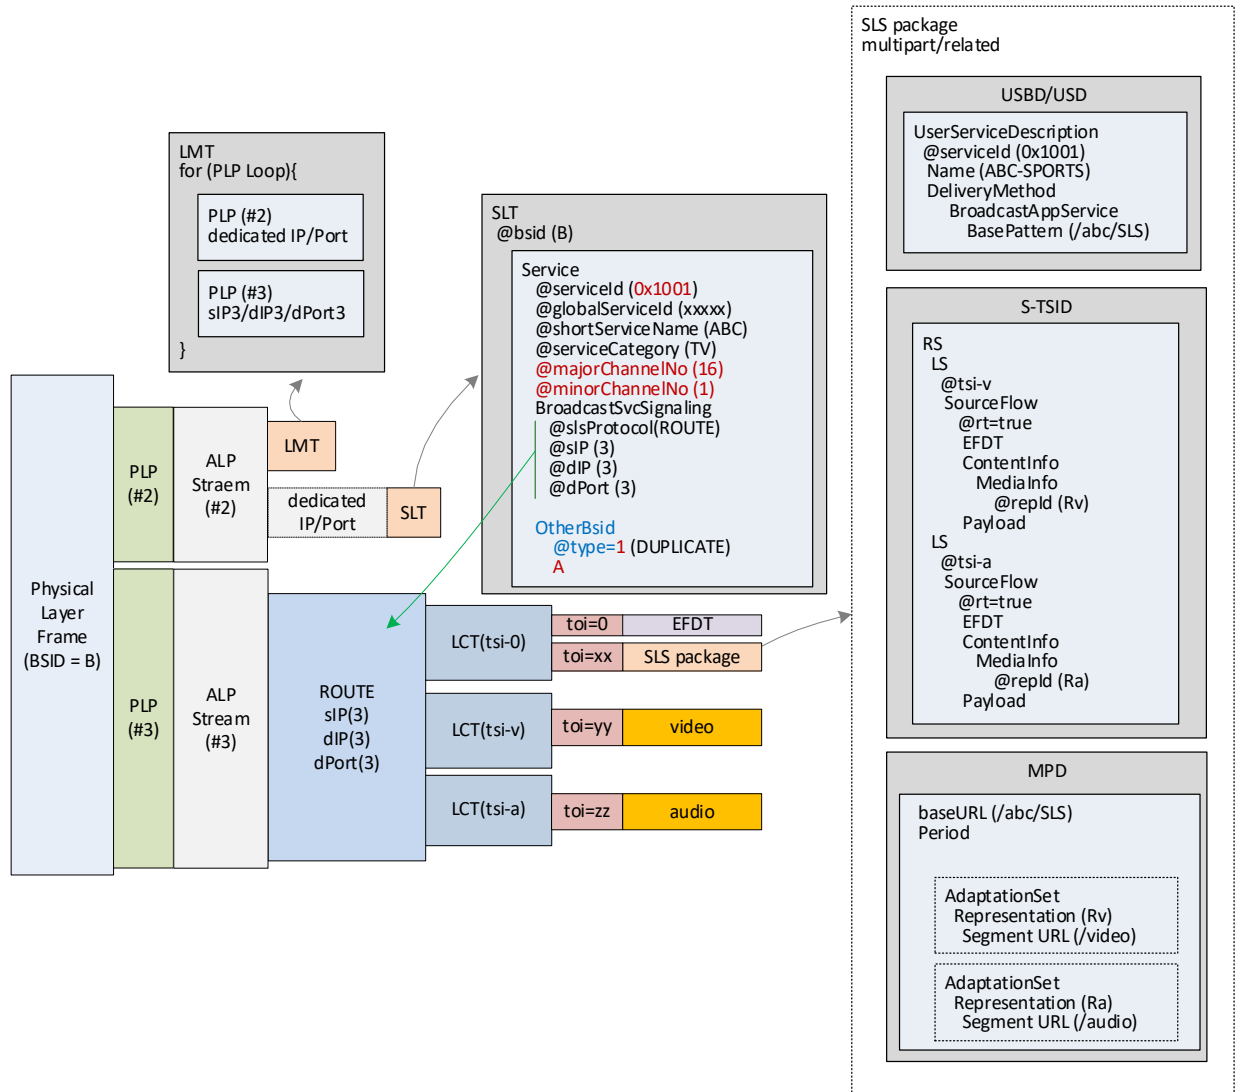 SLS package
multipart/related
USBD/USD
UserServiceDescription
@serviceId (0x1001)
Name (ABC-SPORTS)
DeliveryMethod
BroadcastAppService
BasePattern (/abc/SLS)
LMT
for (PLP Loop){
PLP (#2)
dedicated IP/Port
PLP (#3)
sIP3/dIP3/dPort3
}
SLT
@bsid (B)
Service
@serviceId (0x1001)
@globalServiceId (xxxxx)
@shortServiceName (ABC)
@serviceCategory (TV)
@majorChannelNo (16)
@minorChannelNo (1)
BroadcastSvcSignaling
@slsProtocol(ROUTE)
@sIP (3)
@dIP (3)
@dPort (3)
OtherBsid
@type=1 (DUPLICATE)
A
S-TSID
RS
LS
@tsi-v
SourceFlow
@rt=true
EFDT
ContentInfo
MediaInfo
@repId (Rv)
Payload
LS
@tsi-a
SourceFlow
@rt=true
EFDT
ContentInfo
MediaInfo
@repId (Ra)
Payload
Physical
Layer
Frame
(BSID = B)
PLP
(#2)
ALP
Straem
(#2)
LMT
dedicated
IP/Port
SLT
PLP
(#3)
ALP
Stream
(#3)
ROUTE
sIP(3)
dIP(3)
dPort(3)
LCT(tsi-0)
toi=0
EFDT
toi=xx
SLS package
LCT(tsi-v)
toi=yy
video
LCT(tsi-a)
toi=zz
audio
MPD
baseURL (/abc/SLS)
Period
AdaptationSet
Representation (Rv)
Segment URL (/video)
AdaptationSet
Representation (Ra)
Segment URL (/audio)